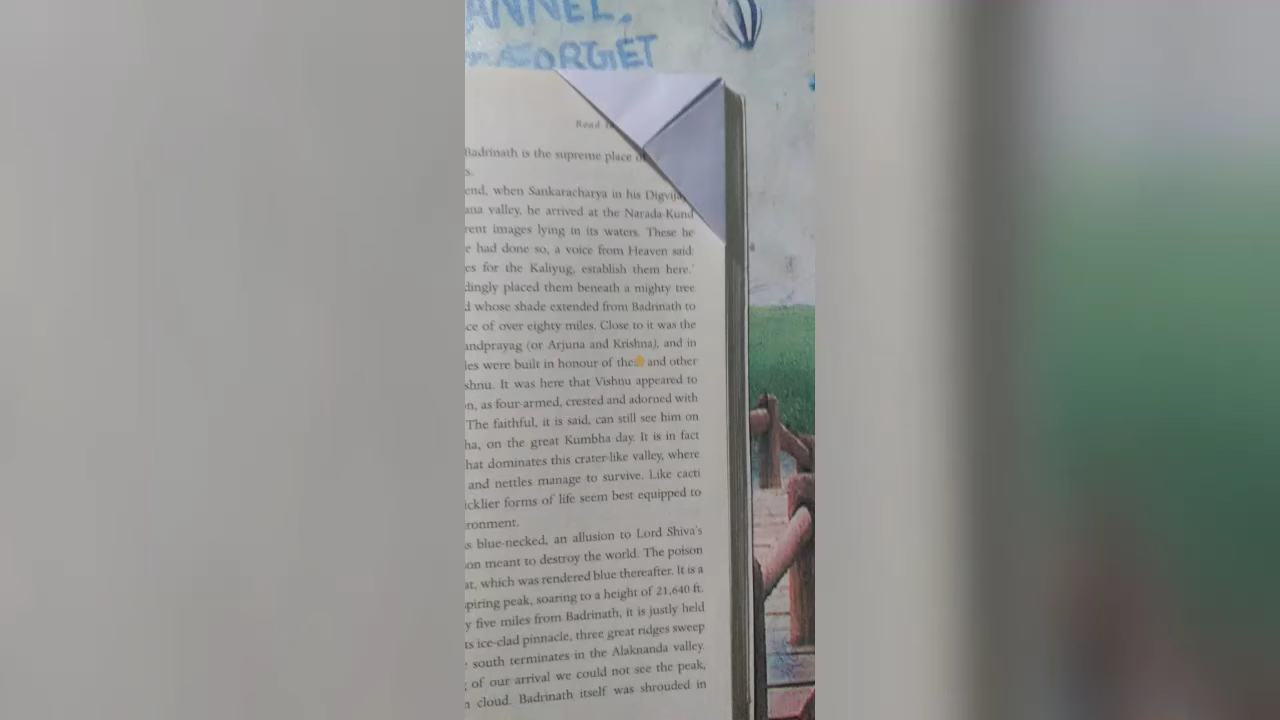 ANNEL.
FORGET
Read
Badrinath is the supreme place
s.
end, when Sankaracharya in his Digvija
ana valley, he arrived at the Narada Kund
rent images lying in its waters. These he
e had done so, a voice from Heaven said:
es for the Kaliyug, establish them here.'
dingly placed them beneath a mighty tree
d whose shade extended from Badrinath to
ce of over eighty miles. Close to it was the
andprayag (or Arjuna and Krishna), and in
les were built in honour of the and other
shnu. It was here that Vishnu appeared to
n, as four-armed, crested and adorned with
The faithful, it is said, can still see him on
ha, on the great Kumbha day. It is in fact
hat dominates this crater-like valley, where
and nettles manage to survive. Like cacti
icklier forms of life seem best equipped to
ronment.
s blue-necked, an allusion to Lord Shiva's
on meant to destroy the world. The poison
at, which was rendered blue thereafter. It is a
piring peak, soaring to a height of 21,640 ft.
y five miles from Badrinath, it is justly held
ts ice-clad pinnacle, three great ridges sweep
south terminates in the Alaknanda valley.
of our arrival we could not see the peak,
n cloud. Badrinath itself was shrouded in